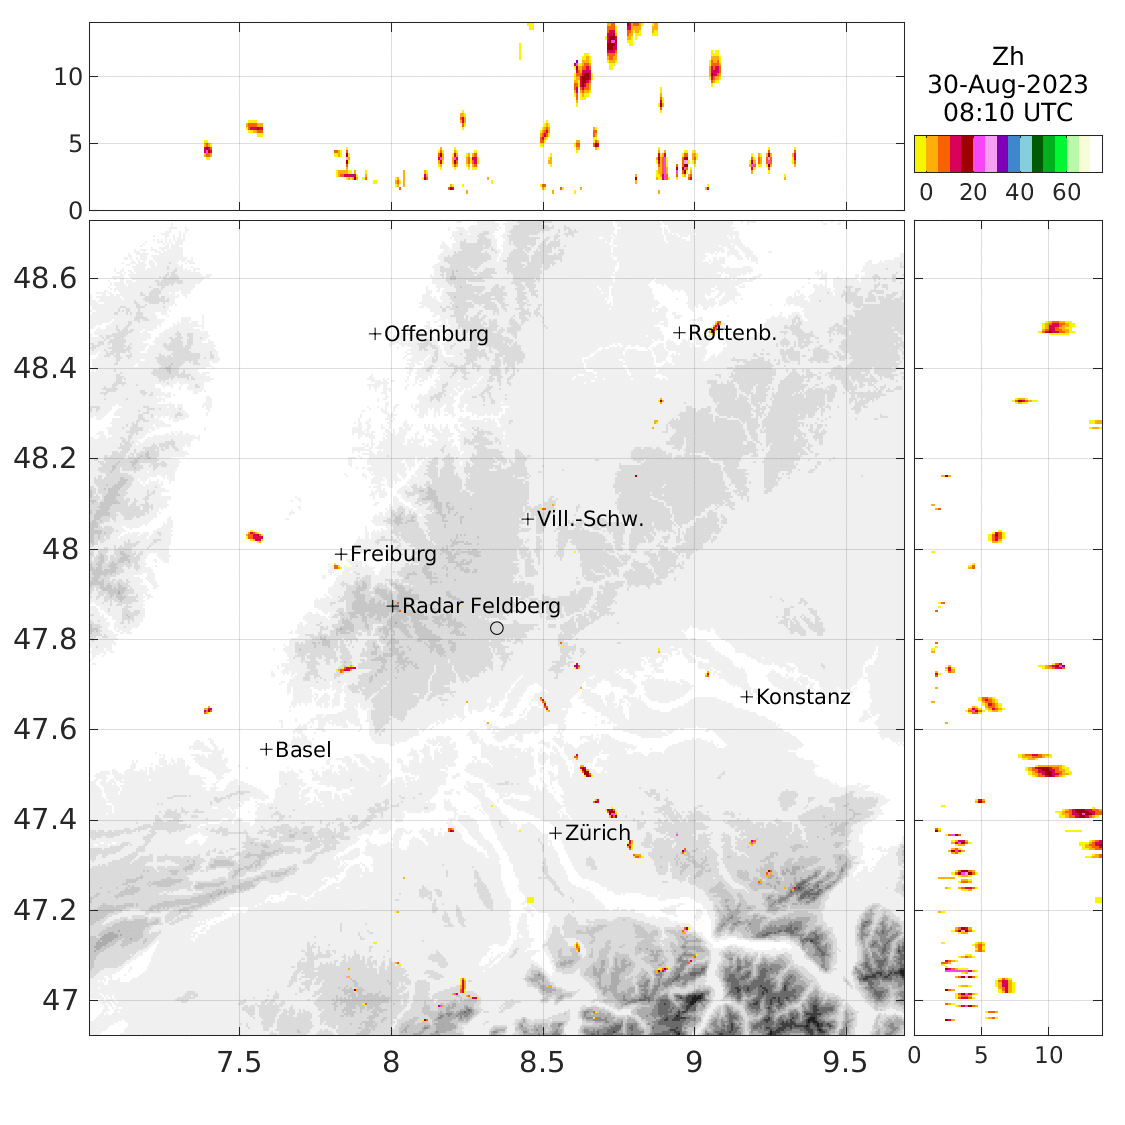 10
5
0
Zh
30-Aug-2023
08:10 UTC
0 20 40 60
48.6
48.4
48.2
48
47.8
47.6
47.4
47.2
47
Offenburg
Rottenb.
Vill.-Schw.
Freiburg
Radar Feldberg
Konstanz
Basel
Zürich
7.5 8 8.5 9 9.5
0 5 10